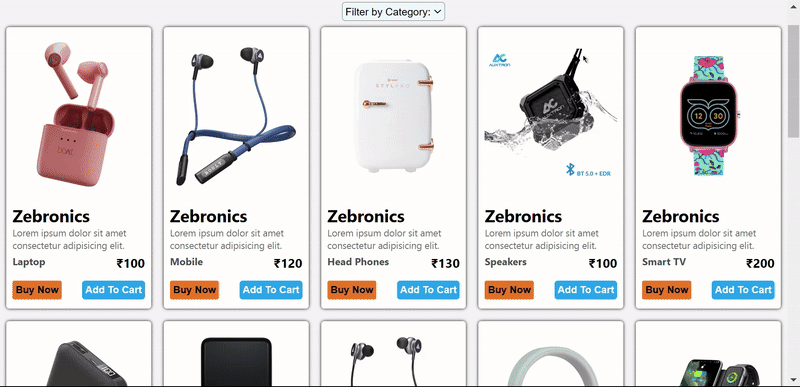 Filter by Category:
AUXTRON
STYLPRO
12 30
BT 5.0 + EDR
Zebronics
Lorem ipsum dolor sit amet
consectetur adipisicing elit.
Laptop ₹100
Buy Now Add To Cart
Zebronics
Lorem ipsum dolor sit amet
consectetur adipisicing elit.
Mobile ₹120
Buy Now Add To Cart
Zebronics
Lorem ipsum dolor sit amet
consectetur adipisicing elit.
Head Phones ₹130
Buy Now Add To Cart
Zebronics
Lorem ipsum dolor sit amet
consectetur adipisicing elit.
Speakers ₹100
Buy Now Add To Cart
Zebronics
Lorem ipsum dolor sit amet
consectetur adipisicing elit.
Smart TV ₹200
Buy Now Add To Cart